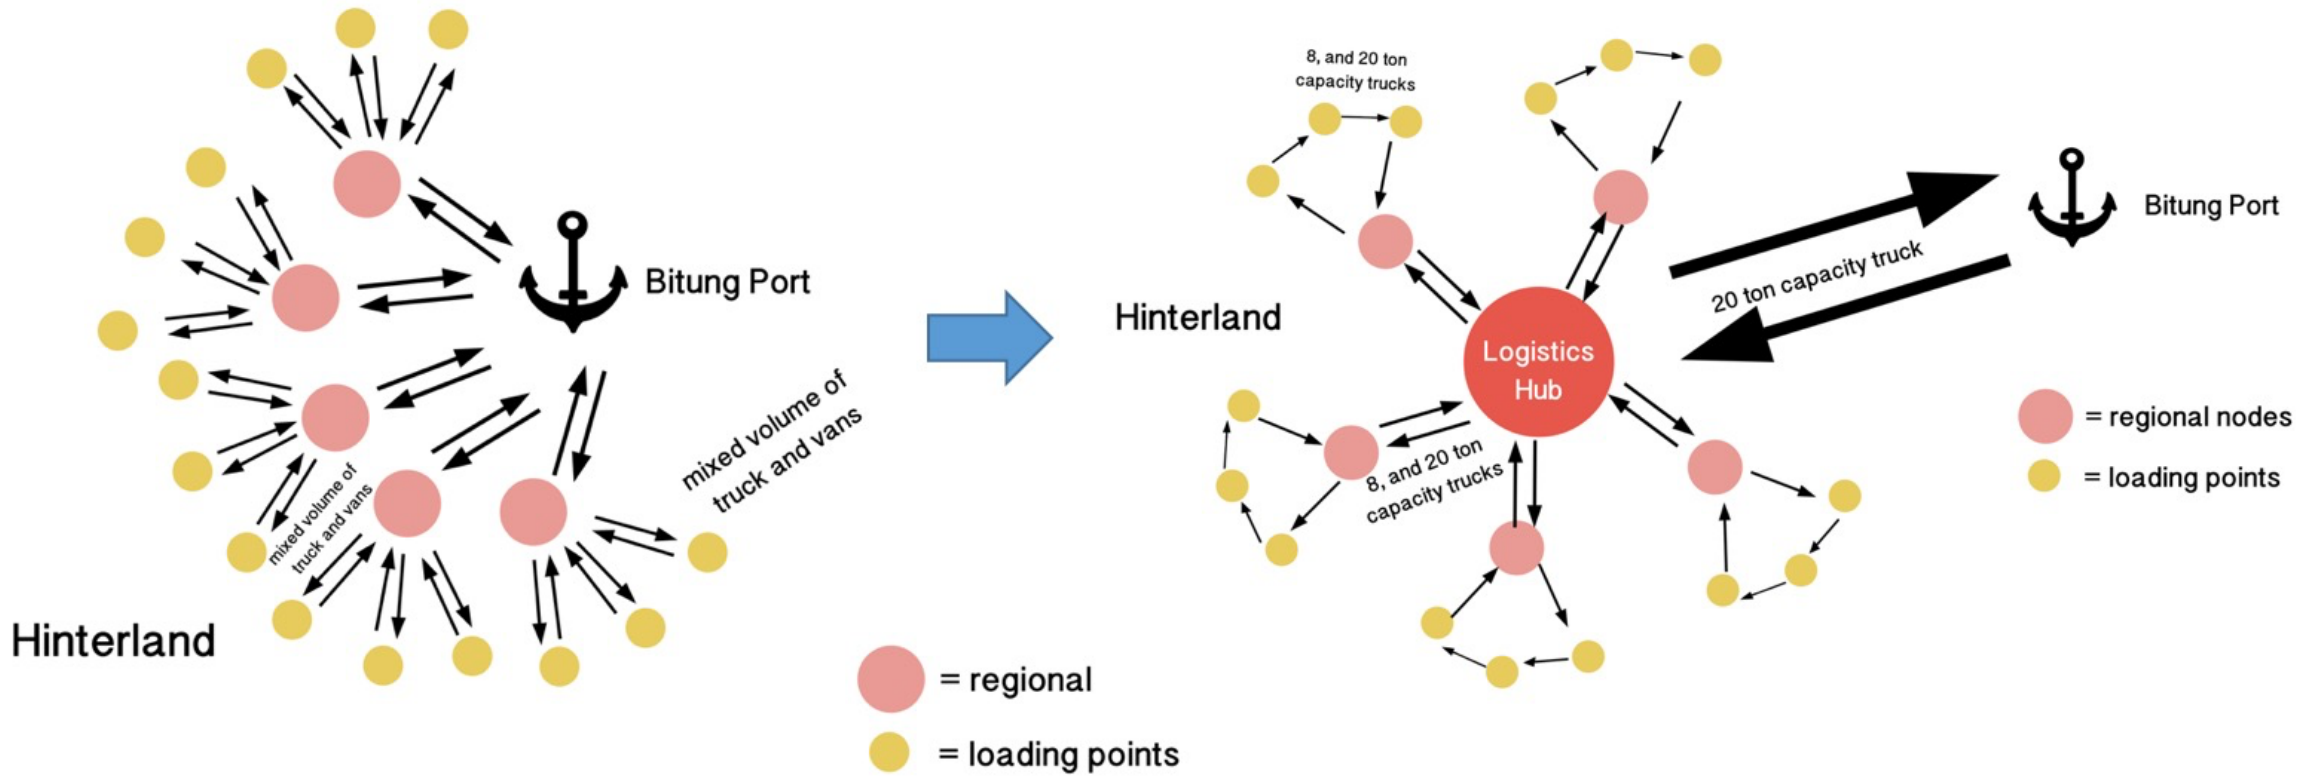 Bitung Port
mixed volume of
truck and vans
mixed volume of
truck and vans
Hinterland
= regional
= loading points
8, and 20 ton
capacity trucks
Hinterland
Logistics
Hub
20 ton capacity truck
Bitung Port
8, and 20 ton
capacity trucks
= regional nodes
= loading points